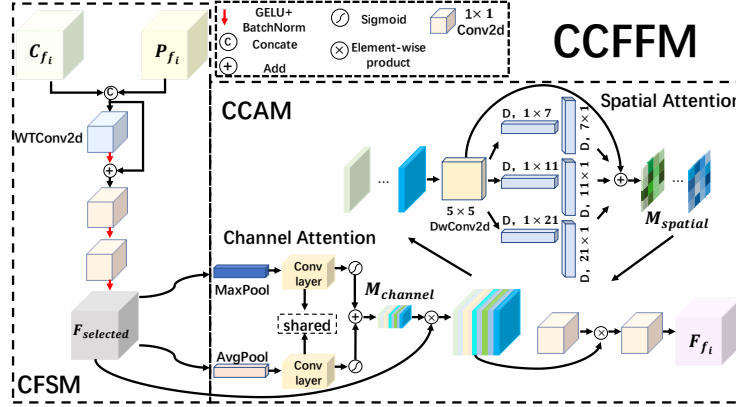 GELU+
BatchNorm
Concate
Add
Sigmoid
Element-wise
product
1×1
Conv2d
CCFFM
C_{f_i}
P_{f_i}
C
WTConv2d
F_{selected}
CFSM
CCAM
Spatial Attention
D, 1×7
D, 7×1
D, 1×11
D, 11×1
D, 1×21
D, 21×1
5×5
DwConv2d
M_{spatial}
Channel Attention
MaxPool
Conv
layer
shared
AvgPool
Conv
layer
M_{channel}
F_{f_i}